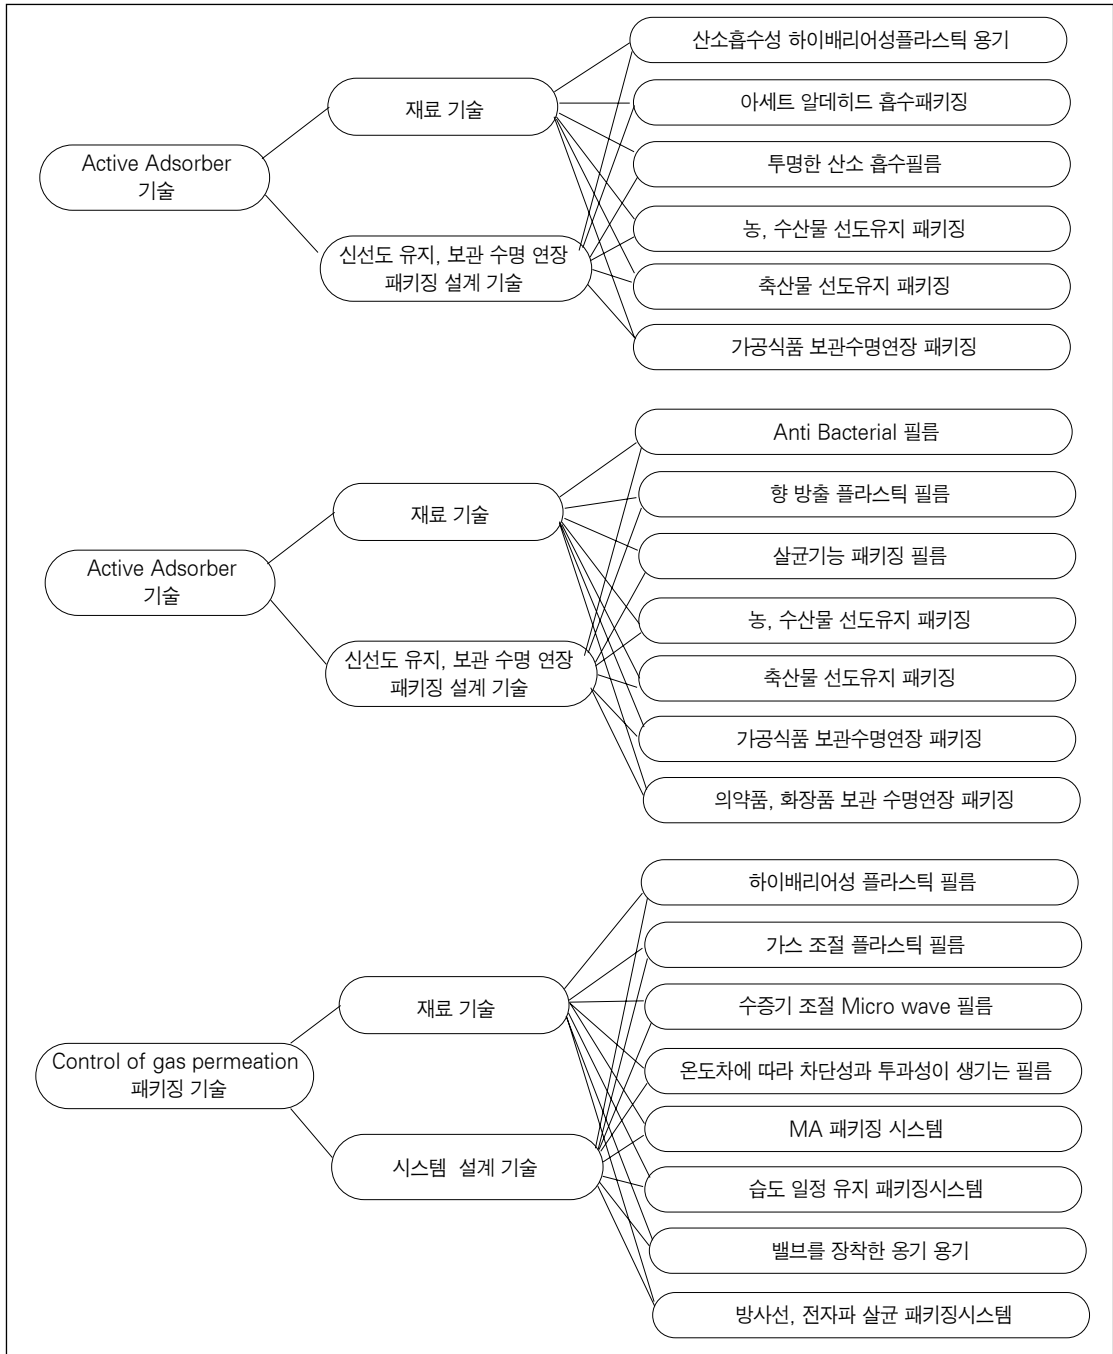 산소흡수성 하이배리어성플라스틱 용기
재료 기술
아세트 알데히드 흡수패키징
Active Adsorber
기술
투명한 산소 흡수필름
농, 수산물 선도유지 패키징
신선도 유지, 보관 수명 연장
패키징 설계 기술
축산물 선도유지 패키징
가공식품 보관수명연장 패키징
Anti Bacterial 필름
재료 기술
향 방출 플라스틱 필름
Active Adsorber
기술
살균기능 패키징 필름
농, 수산물 선도유지 패키징
신선도 유지, 보관 수명 연장
패키징 설계 기술
축산물 선도유지 패키징
가공식품 보관수명연장 패키징
의약품, 화장품 보관 수명연장 패키징
하이배리어성 플라스틱 필름
가스 조절 플라스틱 필름
재료 기술
수증기 조절 Micro wave 필름
Control of gas permeation
패키징 기술
온도차에 따라 차단성과 투과성이 생기는 필름
MA 패키징 시스템
시스템 설계 기술
습도 일정 유지 패키징시스템
밸브를 장착한 옹기 용기
방사선, 전자파 살균 패키징시스템